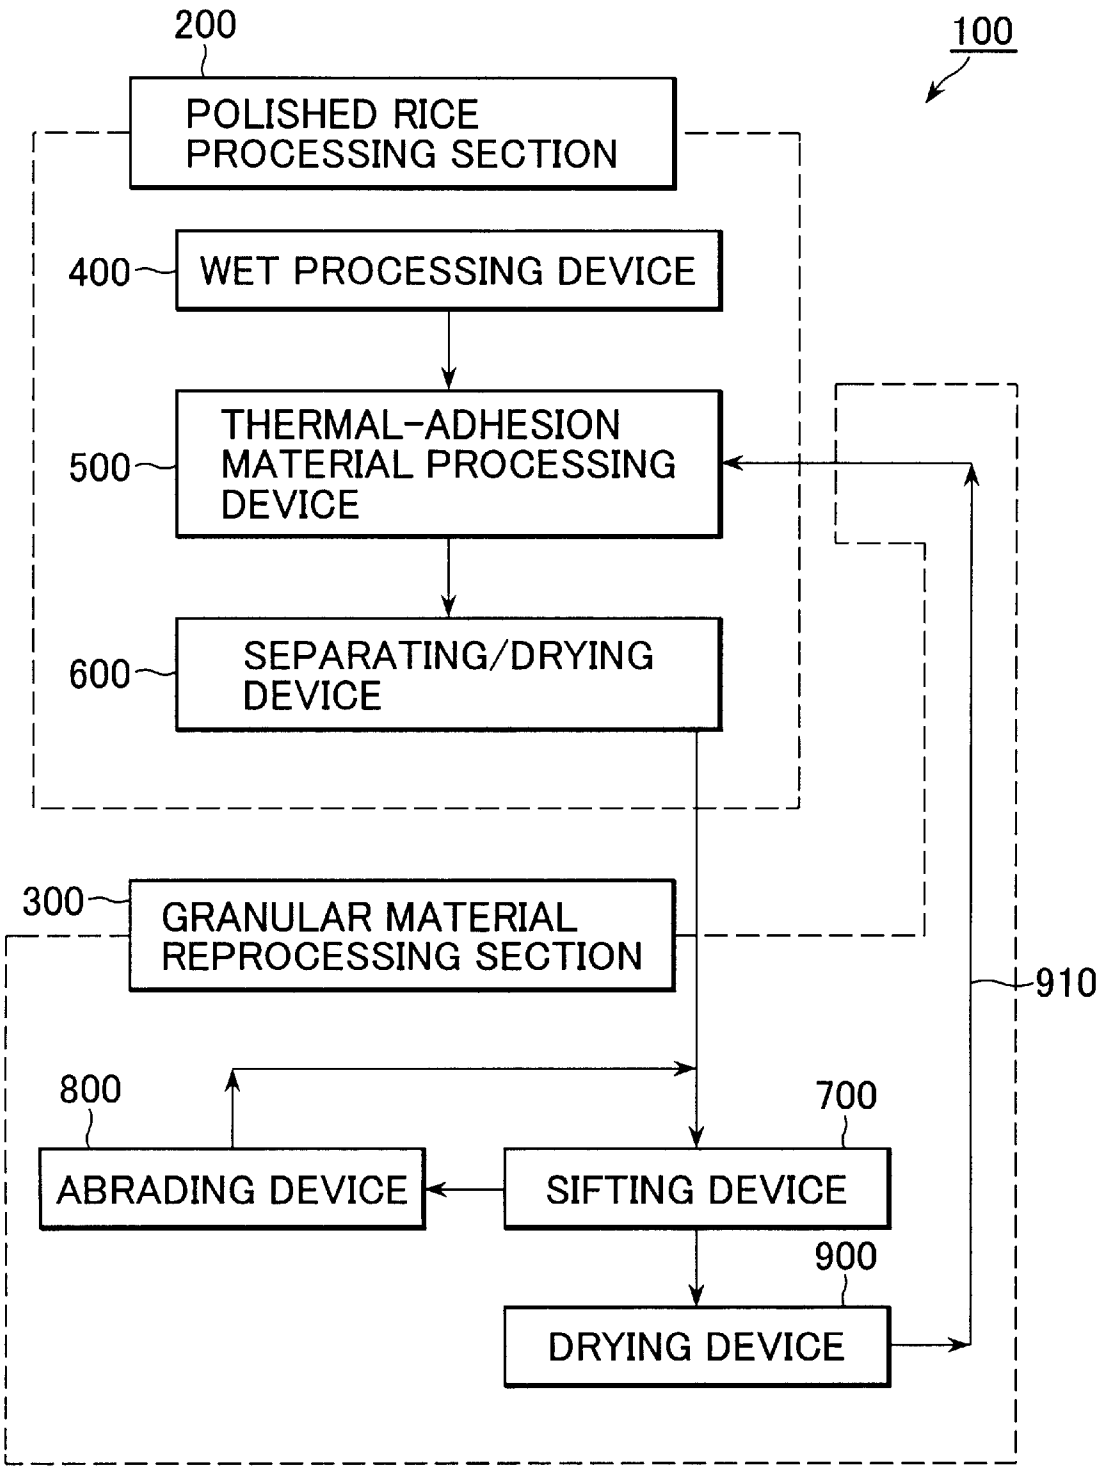 200
100
POLISHED RICE
PROCESSING SECTION
400
WET PROCESSING DEVICE
500
THERMAL-ADHESION
MATERIAL PROCESSING
DEVICE
600
SEPARATING/DRYING
DEVICE
300
GRANULAR MATERIAL
REPROCESSING SECTION
910
800
700
ABRADING DEVICE
SIFTING DEVICE
900
DRYING DEVICE